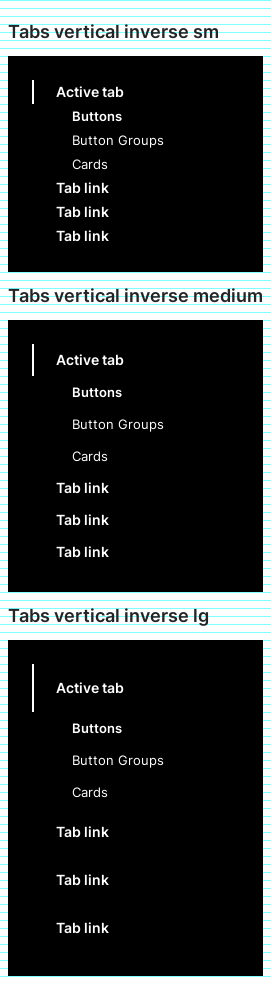 Tabs vertical inverse sm
Active tab
Buttons
Button Groups
Cards
Tab link
Tab link
Tab link
Tabs vertical inverse medium
Active tab
Buttons
Button Groups
Cards
Tab link
Tab link
Tab link
Tabs vertical inverse lg
Active tab
Buttons
Button Groups
Cards
Tab link
Tab link
Tab link